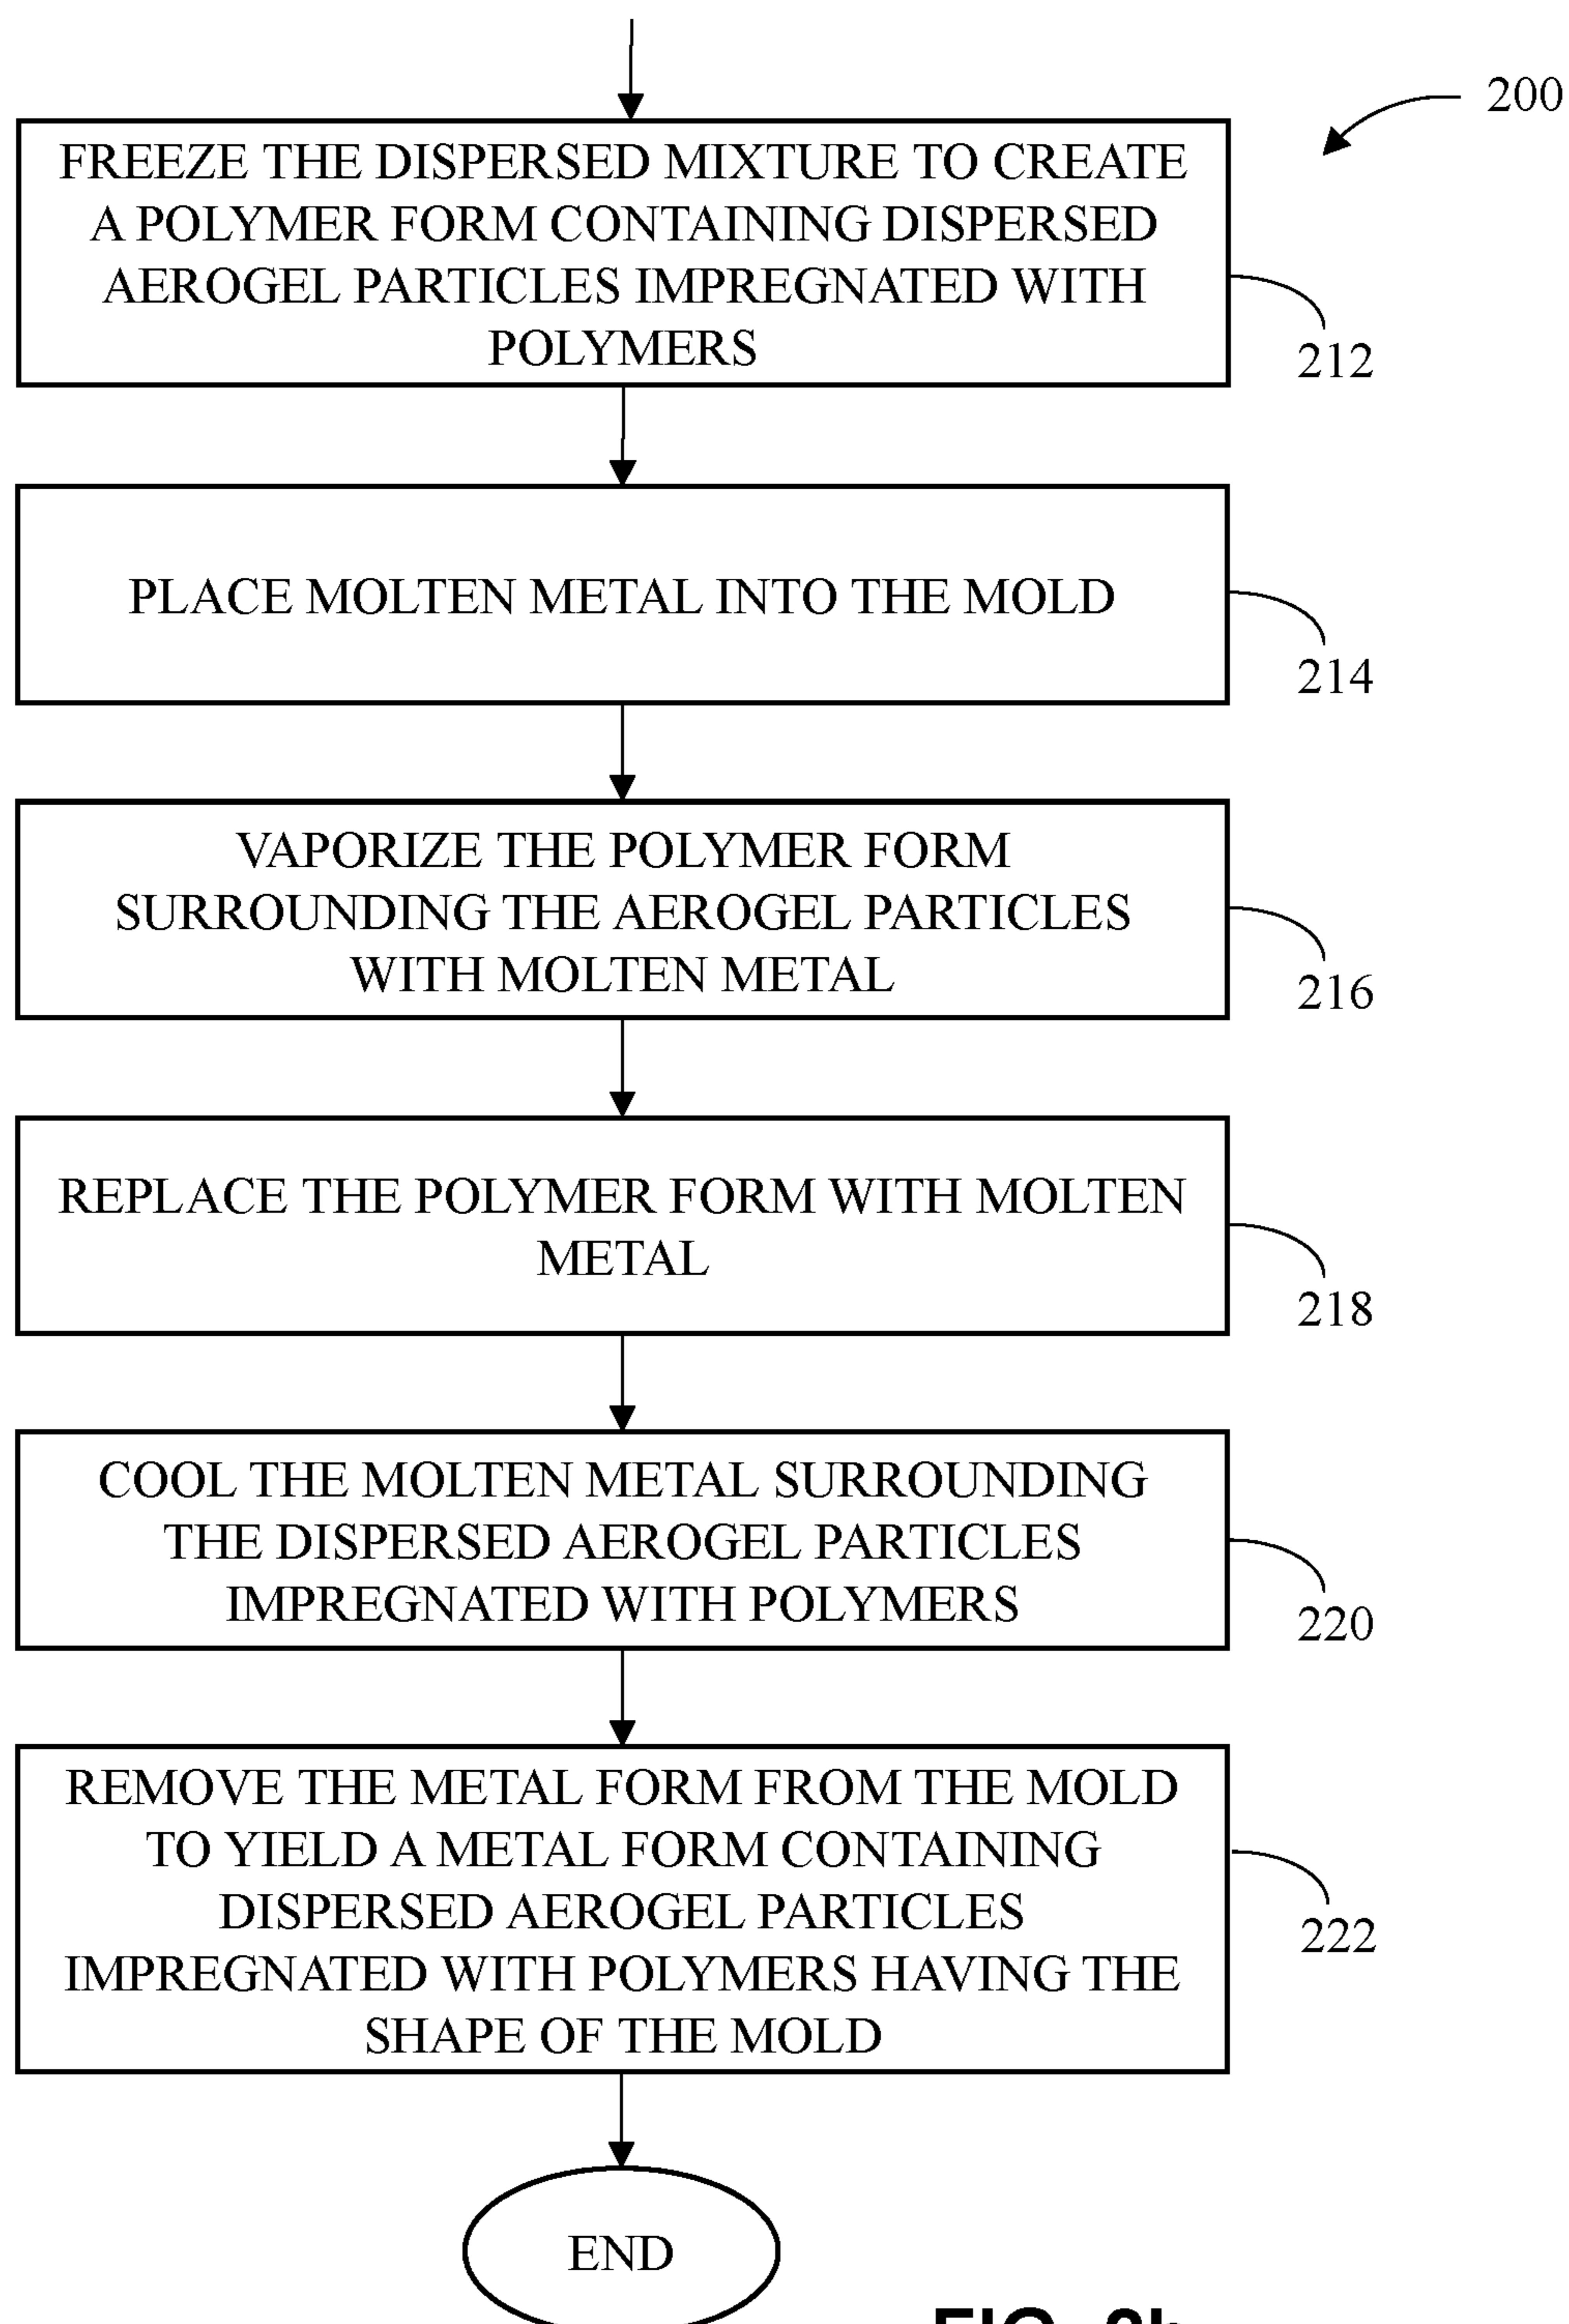 200
FREEZE THE DISPERSED MIXTURE TO CREATE
A POLYMER FORM CONTAINING DISPERSED
AEROGEL PARTICLES IMPREGNATED WITH
POLYMERS
212
PLACE MOLTEN METAL INTO THE MOLD
214
VAPORIZE THE POLYMER FORM
SURROUNDING THE AEROGEL PARTICLES
WITH MOLTEN METAL
216
REPLACE THE POLYMER FORM WITH MOLTEN
METAL
218
COOL THE MOLTEN METAL SURROUNDING
THE DISPERSED AEROGEL PARTICLES
IMPREGNATED WITH POLYMERS
220
REMOVE THE METAL FORM FROM THE MOLD
TO YIELD A METAL FORM CONTAINING
DISPERSED AEROGEL PARTICLES
IMPREGNATED WITH POLYMERS HAVING THE
SHAPE OF THE MOLD
222
END
FIG.